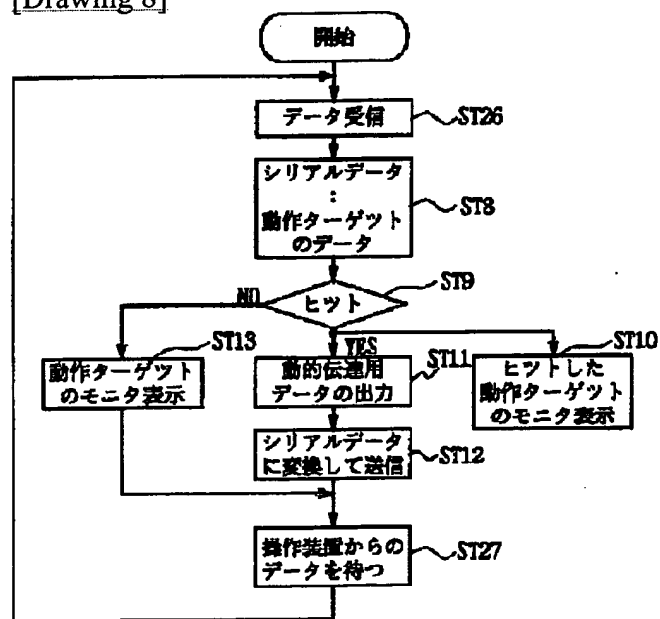 [Drawing 8]
開始
データ受信
ST26
シリアルデータ
:
動作ターゲット
のデータ
ST8
ヒット
ST9
NO
YES
動作ターゲット
のモニタ表示
ST13
動的伝達用
データの出力
ST11
ヒットした
動作ターゲット
のモニタ表示
ST10
シリアルデータ
に変換して送信
ST12
操作装置からの
データを待つ
ST27